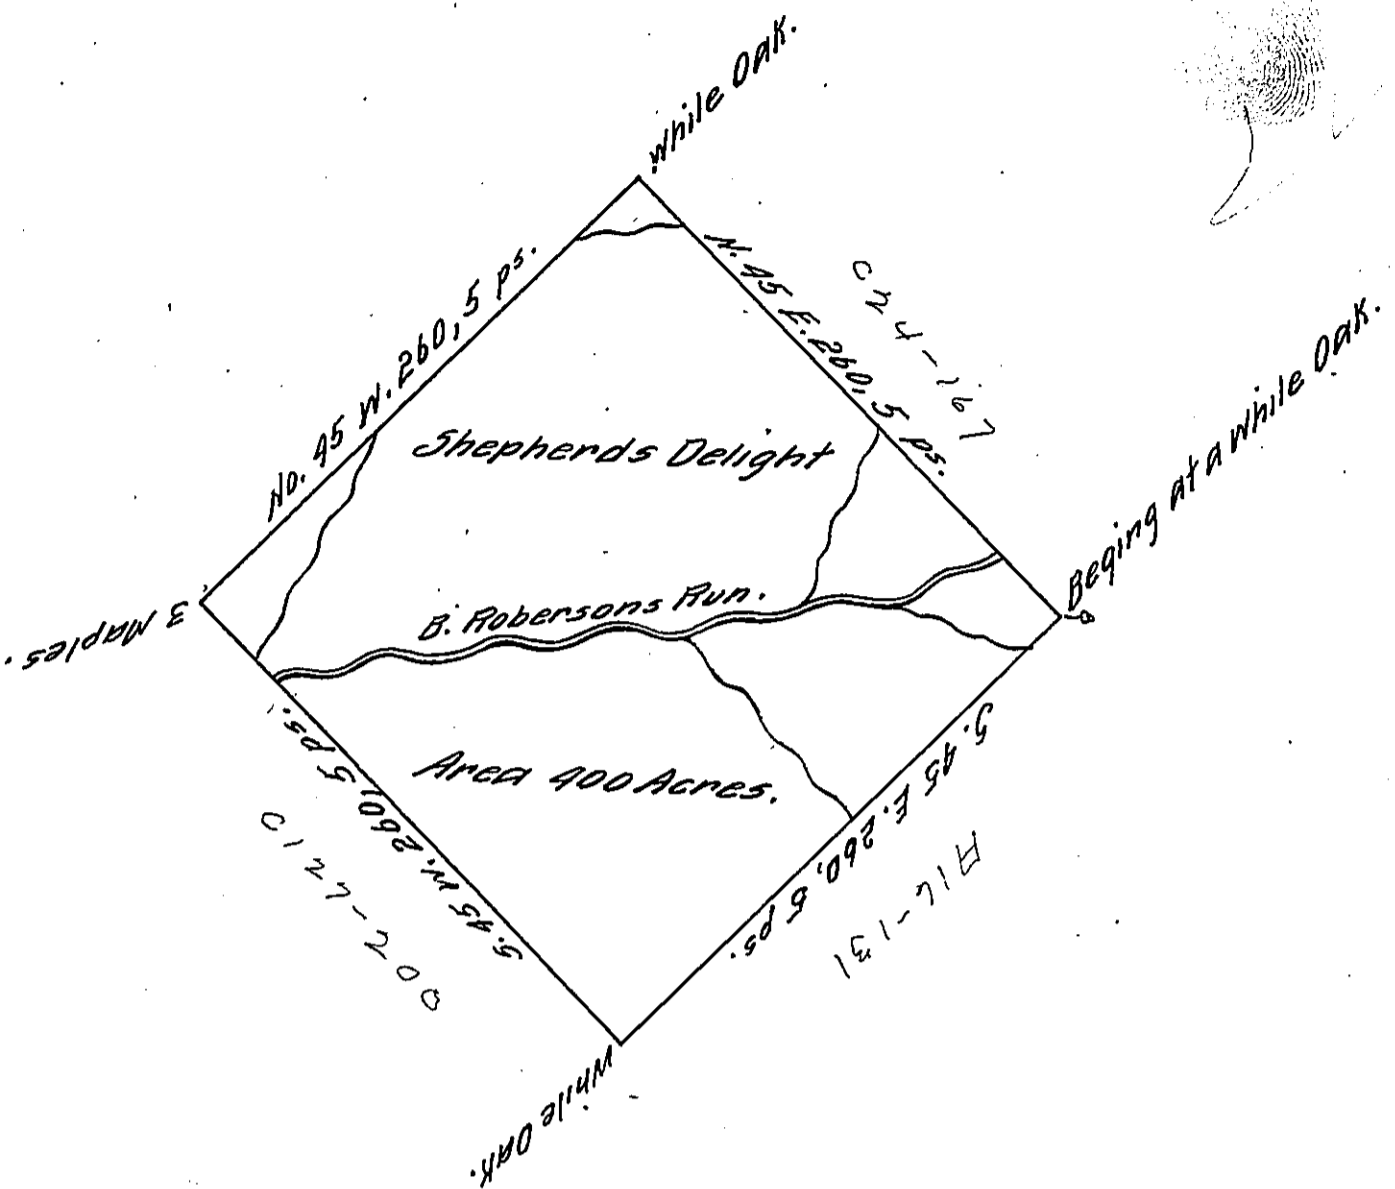 While Oak.
No. 45 W. 260,5 ps.
N. 45 E. 260,5 ps.
C24-167
Begining at a while Oak.
Shepherds Delight
3 Maples.
B. Robersons Run.
Area 400 Acres.
S. 45 W. 260,5 ps.
C127-200
S. 45 E. 260,5 ps.
A16-131
While Oak.